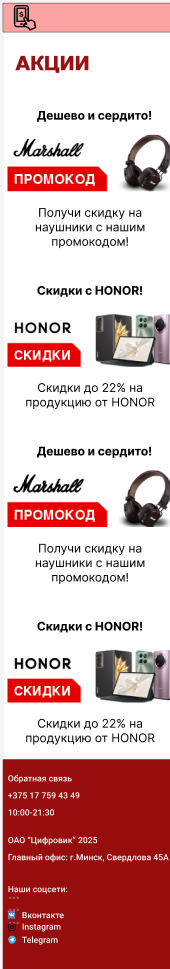 АКЦИИ
Дешево и сердито!
Marshall
ПРОМОКОД
Получи скидку на
наушники с нашим
промокодом!
Скидки с HONOR!
HONOR
СКИДКИ
Скидки до 22% на
продукцию от HONOR
Дешево и сердито!
Marshall
ПРОМОКОД
Получи скидку на
наушники с нашим
промокодом!
Скидки с HONOR!
HONOR
СКИДКИ
Скидки до 22% на
продукцию от HONOR
Обратная связь
+375 17 759 43 49
10:00-21:30
ОАО "Цифровик" 2025
Главный офис: г.Минск, Свердлова 45А
Наши соцсети:
Вконтакте
Instagram
Telegram